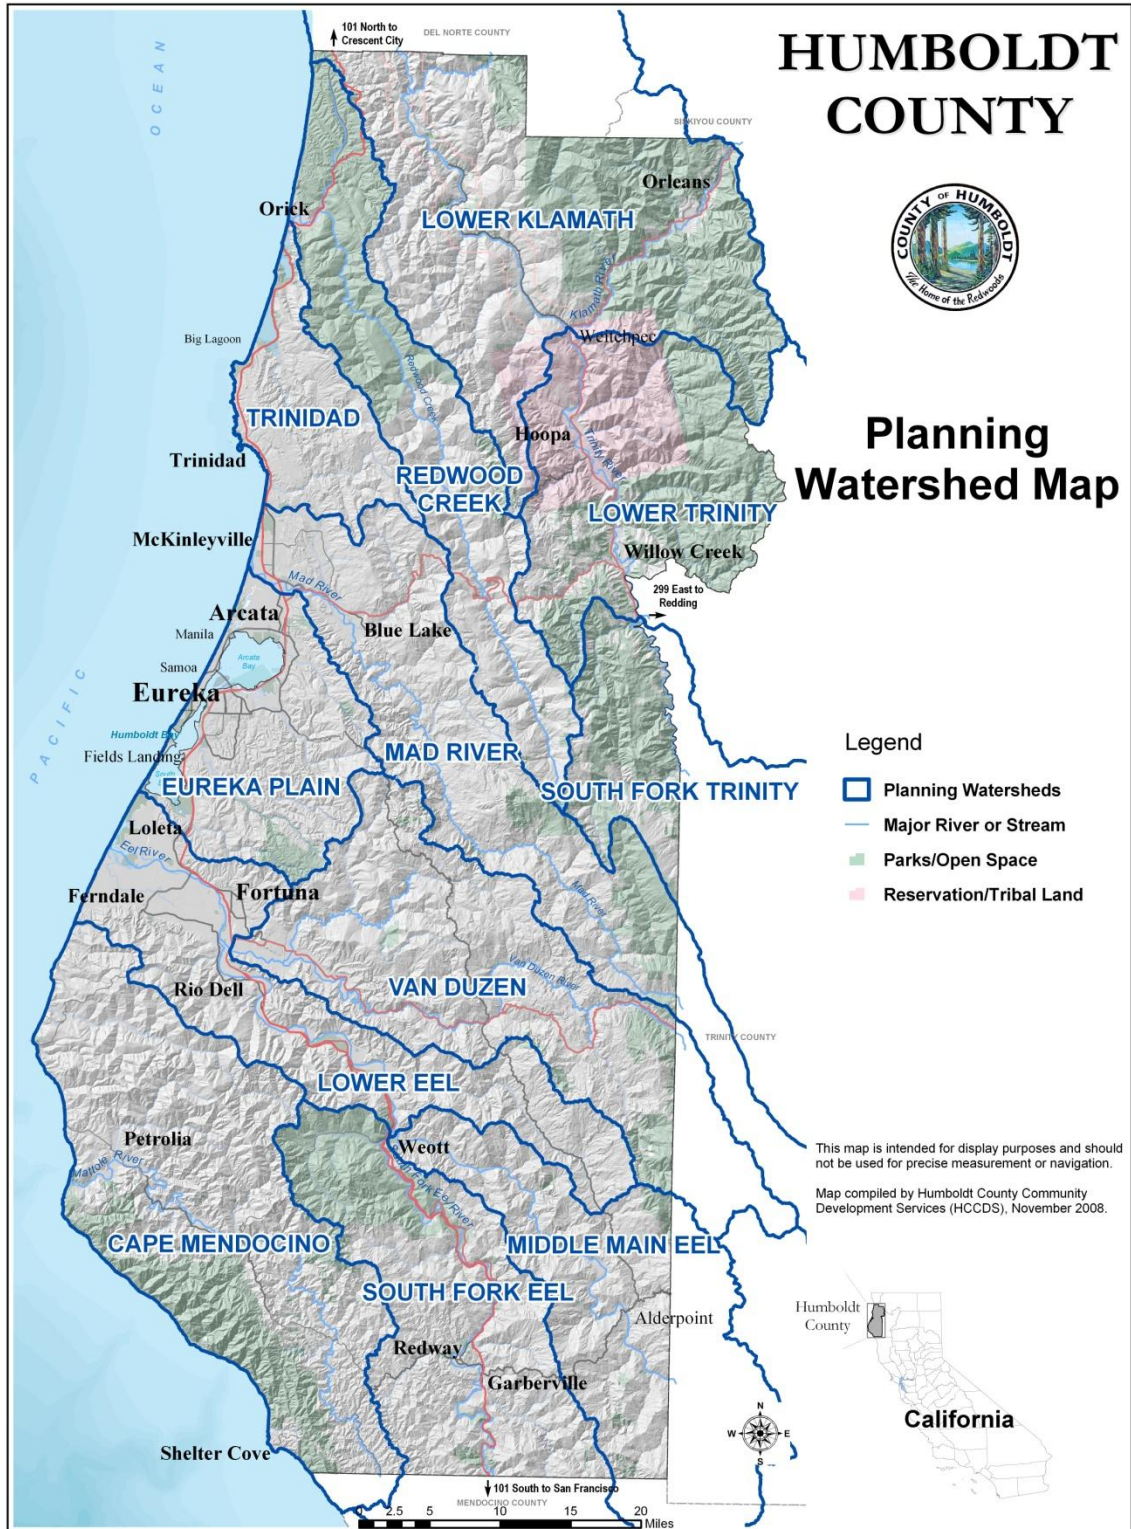 HUMBOLDT
COUNTY
COUNTY OF HUMBOLDT
The Home of the Redwoods
Planning
Watershed Map
101 North to
Crescent City
DEL NORTE COUNTY
SISKIYOU COUNTY
OCEAN
Orleans
Orick
LOWER KLAMATH
Klamath River
Weitchpec
Big Lagoon
Redwood Creek
TRINIDAD
Hoopa
Trinity River
Trinidad
REDWOOD
CREEK
LOWER TRINITY
McKinleyville
Willow Creek
Mad River
299 East to
Redding
Arcata
Blue Lake
Manila
Arcata
Bay
Samoa
Eureka
PACIFIC
Humboldt Bay
Fields Landing
South
MAD RIVER
EUREKA PLAIN
SOUTH FORK TRINITY
Loleta
Eel River
Ferndale
Fortuna
Mad River
Van Duzen River
Rio Dell
VAN DUZEN
TRINITY COUNTY
LOWER EEL
Petrolia
Weott
Mattole River
South Fork Eel River
CAPE MENDOCINO
MIDDLE MAIN EEL
SOUTH FORK EEL
Alderpoint
Redway
Garberville
Shelter Cove
101 South to San Francisco
MENDOCINO COUNTY
0 2.5 5 10 15 20
Miles
Legend
Planning Watersheds
Major River or Stream
Parks/Open Space
Reservation/Tribal Land
This map is intended for display purposes and should
not be used for precise measurement or navigation.
Map compiled by Humboldt County Community
Development Services (HCCDS), November 2008.
Humboldt
County
California
N
W E
S